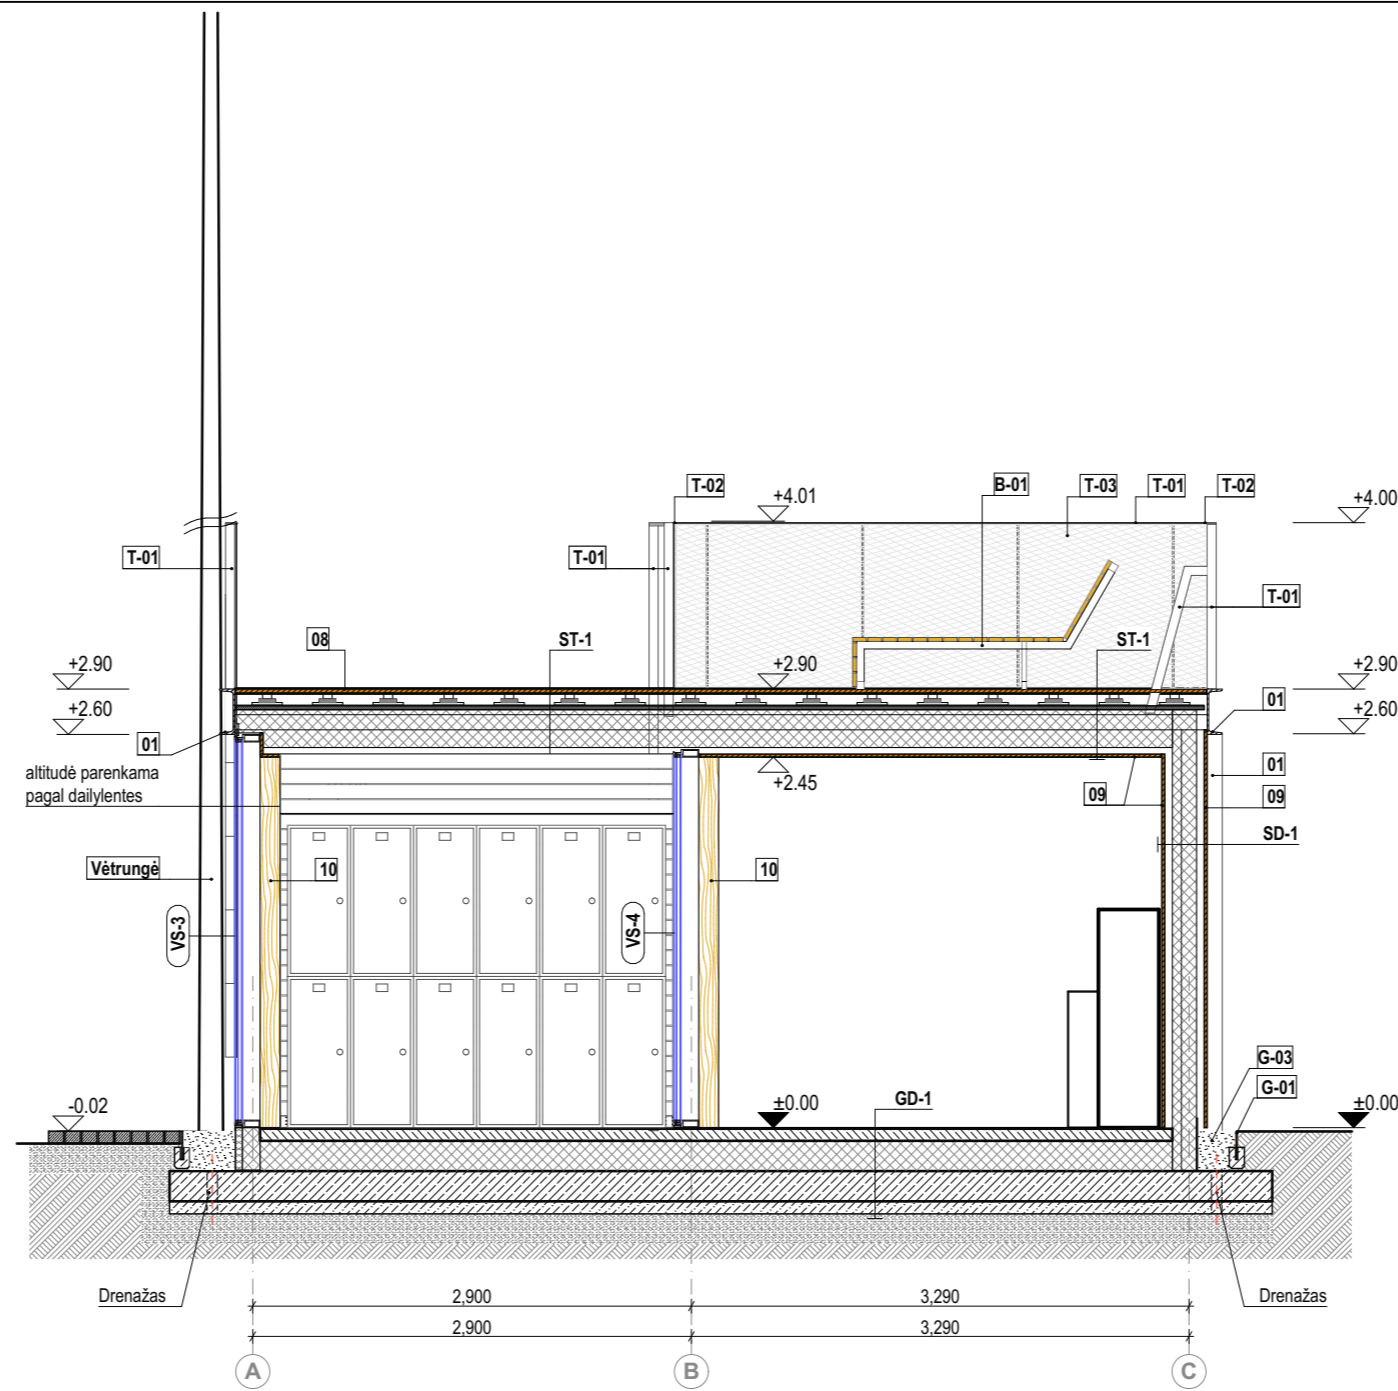 T-02
+4.01
B-01
T-03
T-01
T-02
+4.00
T-01
T-01
T-01
08
ST-1
ST-1
+2.90
+2.90
+2.90
+2.60
+2.60
01
01
altitudė parenkama
pagal dailylentes
+2.45
01
09
09
SD-1
Vėtrungė
10
10
VS-3
VS-4
G-03
G-01
-0.02
±0.00
GD-1
±0.00
Drenažas
Drenažas
2,900
3,290
2,900
3,290
A
B
C